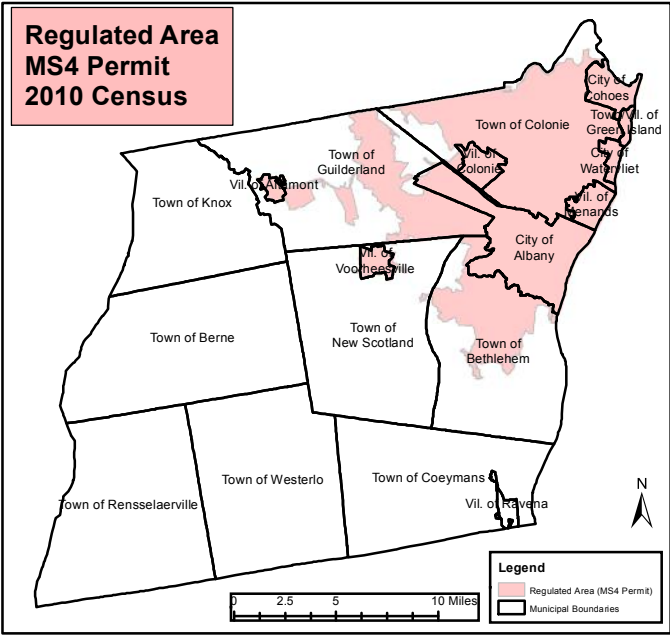 Regulated Area
MS4 Permit
2010 Census
City of
Cohoes
Town/Vil. of
Green Island
Town of Colonie
City of
Watervliet
Vil. of
Colonie
Town of
Guilderland
Vil. of Altamont
Town of Knox
Vil. of
Menands
City of
Albany
Vil. of
Voorheesville
Town of Berne
Town of
New Scotland
Town of
Bethlehem
Town of Rensselaerville
Town of Westerlo
Town of Coeymans
Vil. of Ravena
N
Legend
Regulated Area (MS4 Permit)
Municipal Boundaries
0 2.5 5 10 Miles